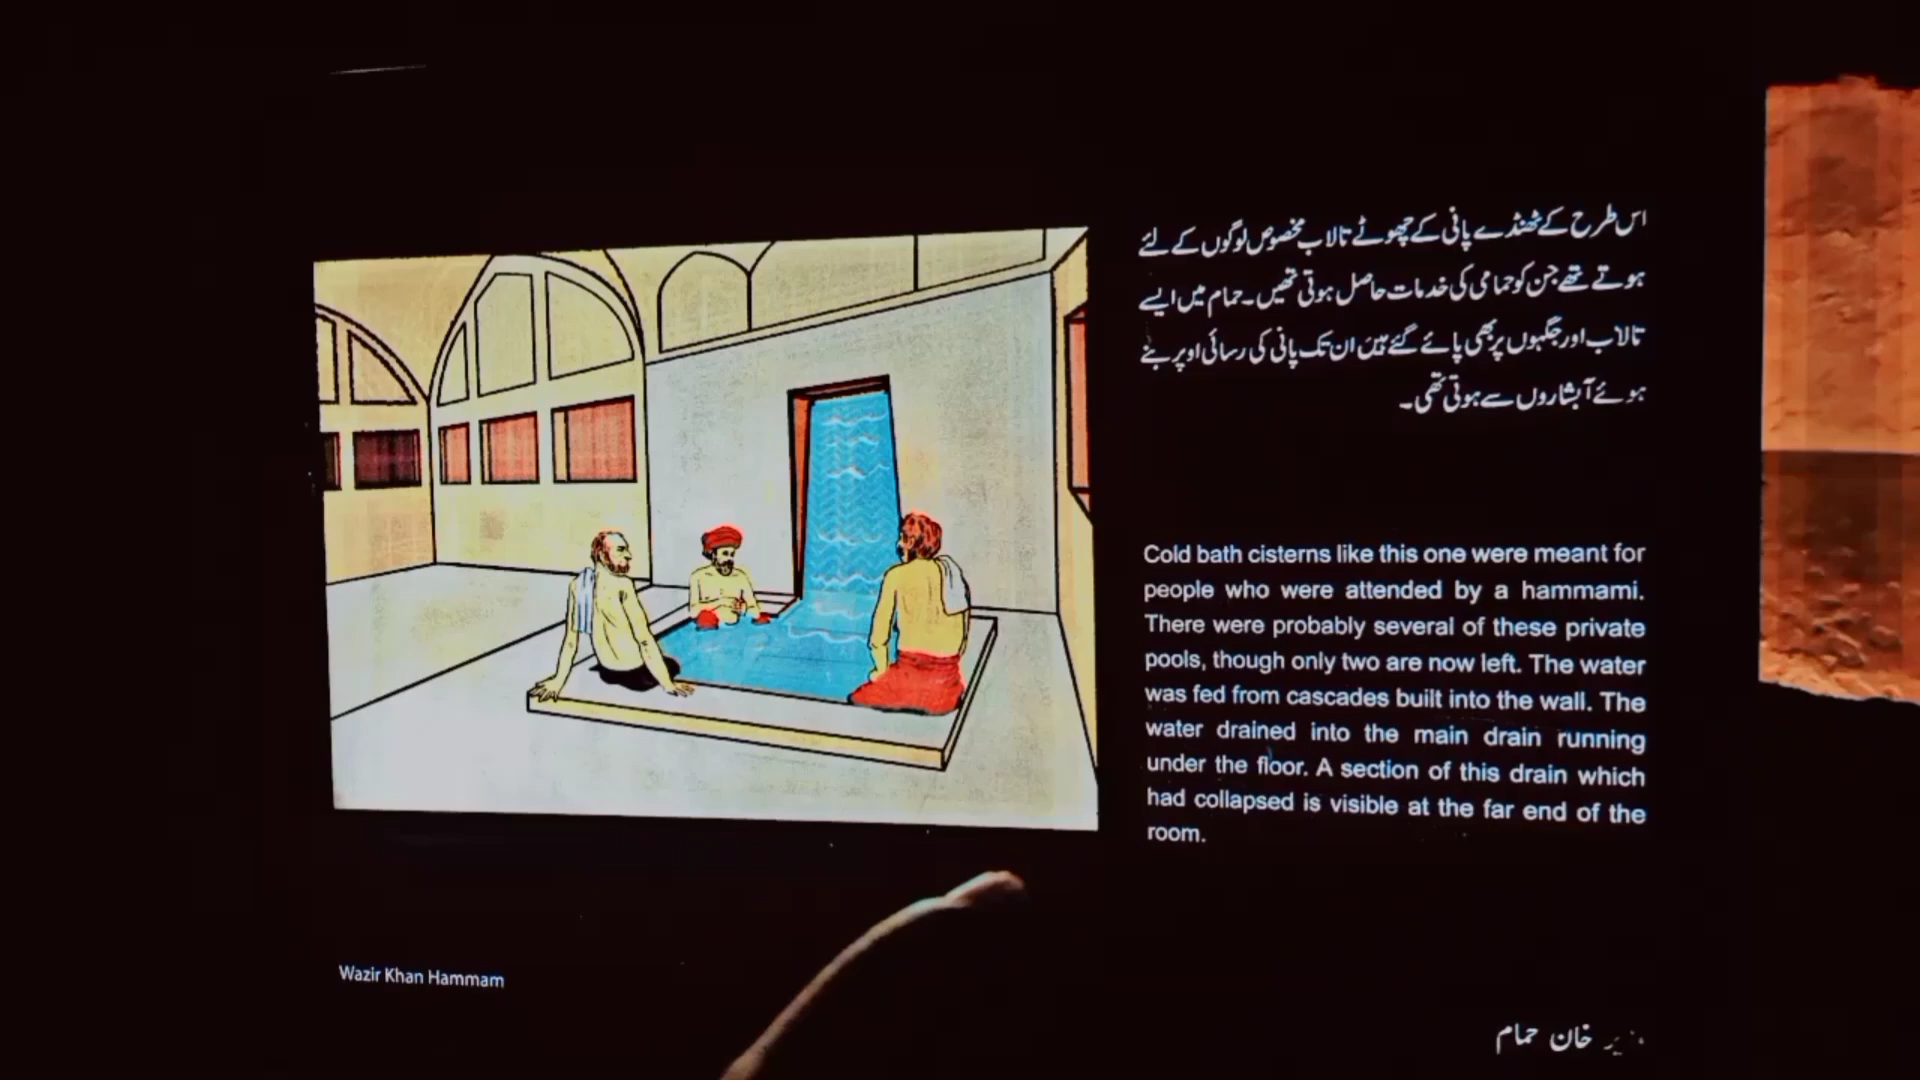 اس طرح کے ٹھنڈے پانی کے چھوٹے تالاب مخصوص لوگوں کے لئے
ہوتے تھے جن کو حمامی کی خدمات حاصل ہوتی تھیں۔ حمام میں ایسے
تالاب اور جگہوں پر بھی پائے گئے ہیں ان تک پانی کی رسائی اوپر بنے
ہوئے آبشاروں سے ہوتی تھی۔
Cold bath cisterns like this one were meant for
people who were attended by a hammami.
There were probably several of these private
pools, though only two are now left. The water
was fed from cascades built into the wall. The
water drained into the main drain running
under the floor. A section of this drain which
had collapsed is visible at the far end of the
room.
Wazir Khan Hammam
خان حمام